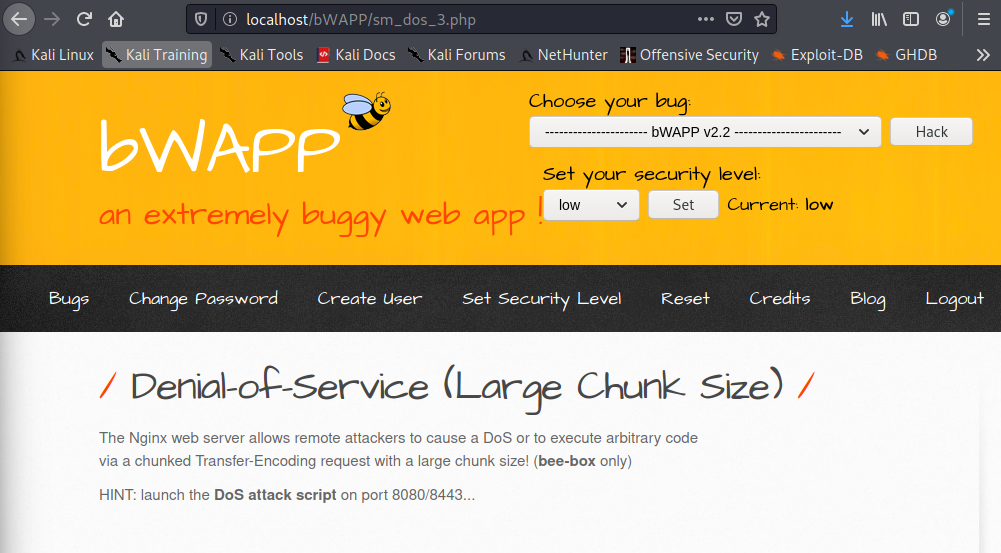 localhost/bWAPP/sm_dos_3.php
Kali Linux Kali Training Kali Tools Kali Docs Kali Forums NetHunter Offensive Security Exploit-DB GHDB
bWAPP
an extremely buggy web app !
Choose your bug:
----------------------- bWAPP v2.2 ----------------------- Hack
Set your security level:
low Set Current: low
Bugs Change Password Create User Set Security Level Reset Credits Blog Logout
/ Denial-of-Service (Large Chunk Size) /
The Nginx web server allows remote attackers to cause a DoS or to execute arbitrary code
via a chunked Transfer-Encoding request with a large chunk size! (bee-box only)
HINT: launch the DoS attack script on port 8080/8443...